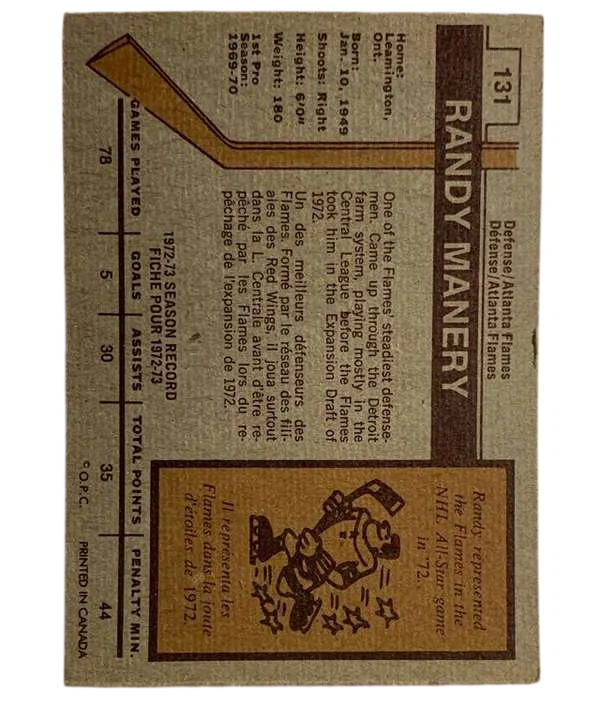 131
Defense/Atlanta Flames
Défense/Atlanta Flames
RANDY MANERY
Home:
Leamington,
Ont.
Born:
Jan. 10, 1949
Shoots: Right
Height: 6'0"
Weight: 180
1st Pro
Season:
1969-70
One of the Flames' steadiest defense-
men. Came up through the Detroit
farm system, playing mostly in the
Central League before the Flames
took him in the Expansion Draft of
1972.
Un des meilleurs défenseurs des
Flames. Formé par le réseau des fili-
ales des Red Wings, il joua surtout
dans la L. Centrale avant d'être re-
pêché par les Flames lors du re-
pêchage de l'expansion de 1972.
Randy represented
the Flames in the
NHL All-Star game
in '72.
Il representa les
Flames dans la joute
d'étoiles de 1972.
1972-73 SEASON RECORD
FICHE POUR 1972-73
GAMES PLAYED GOALS ASSISTS TOTAL POINTS PENALTY MIN.
78 5 30 35 44
© O.P.C. PRINTED IN CANADA